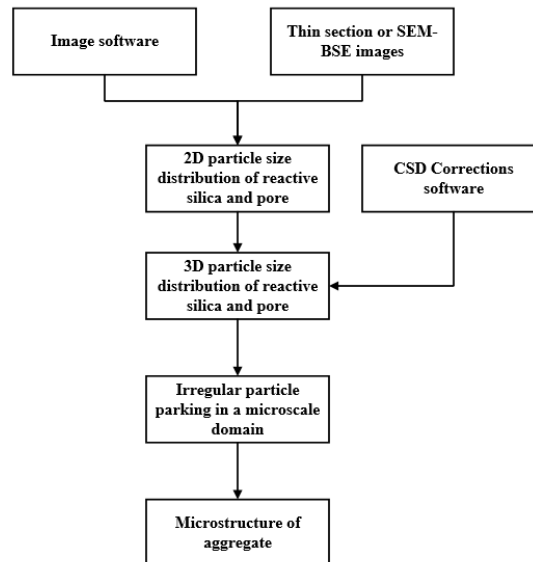 Image software
Thin section or SEM-
BSE images
2D particle size
distribution of reactive
silica and pore
CSD Corrections
software
3D particle size
distribution of reactive
silica and pore
Irregular particle
parking in a microscale
domain
Microstructure of
aggregate